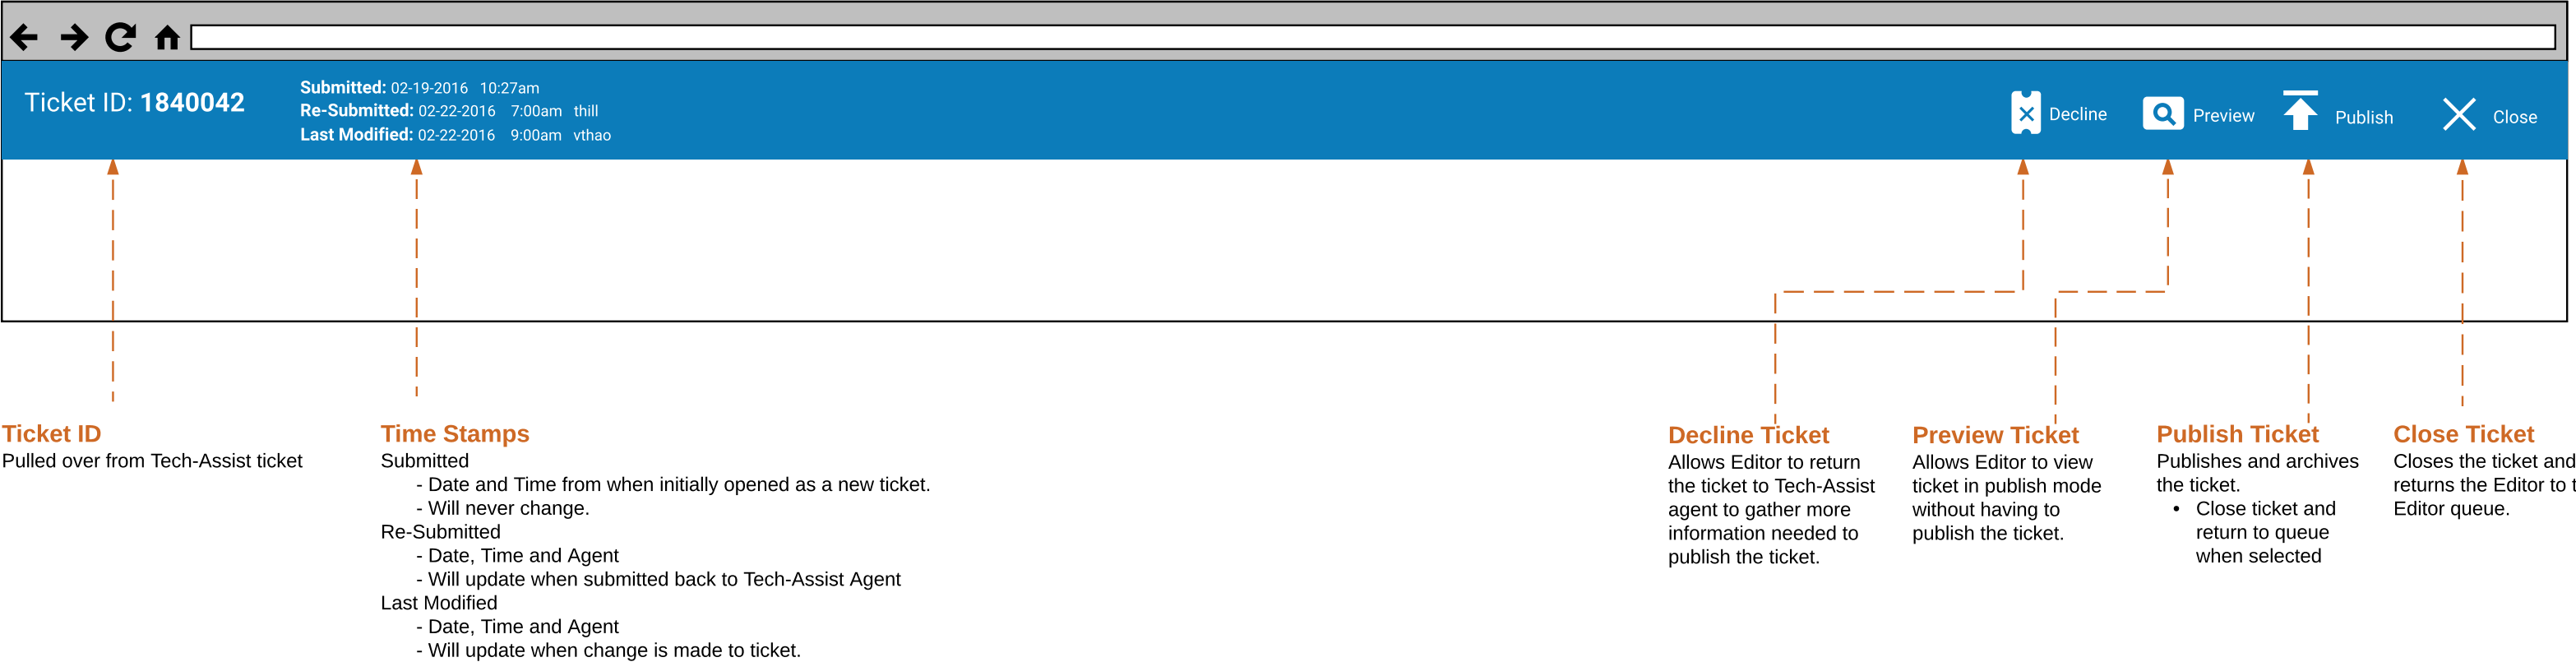 Ticket ID: 1840042
Submitted: 02-19-2016 10:27am
Re-Submitted: 02-22-2016 7:00am thill
Last Modified: 02-22-2016 9:00am vthao
Decline
Preview
Publish
Close
Ticket ID
Pulled over from Tech-Assist ticket
Time Stamps
Submitted
- Date and Time from when initially opened as a new ticket.
- Will never change.
Re-Submitted
- Date, Time and Agent
- Will update when submitted back to Tech-Assist Agent
Last Modified
- Date, Time and Agent
- Will update when change is made to ticket.
Decline Ticket
Allows Editor to return
the ticket to Tech-Assist
agent to gather more
information needed to
publish the ticket.
Preview Ticket
Allows Editor to view
ticket in publish mode
without having to
publish the ticket.
Publish Ticket
Publishes and archives
the ticket.
• Close ticket and
return to queue
when selected
Close Ticket
Closes the ticket and
returns the Editor to
Editor queue.